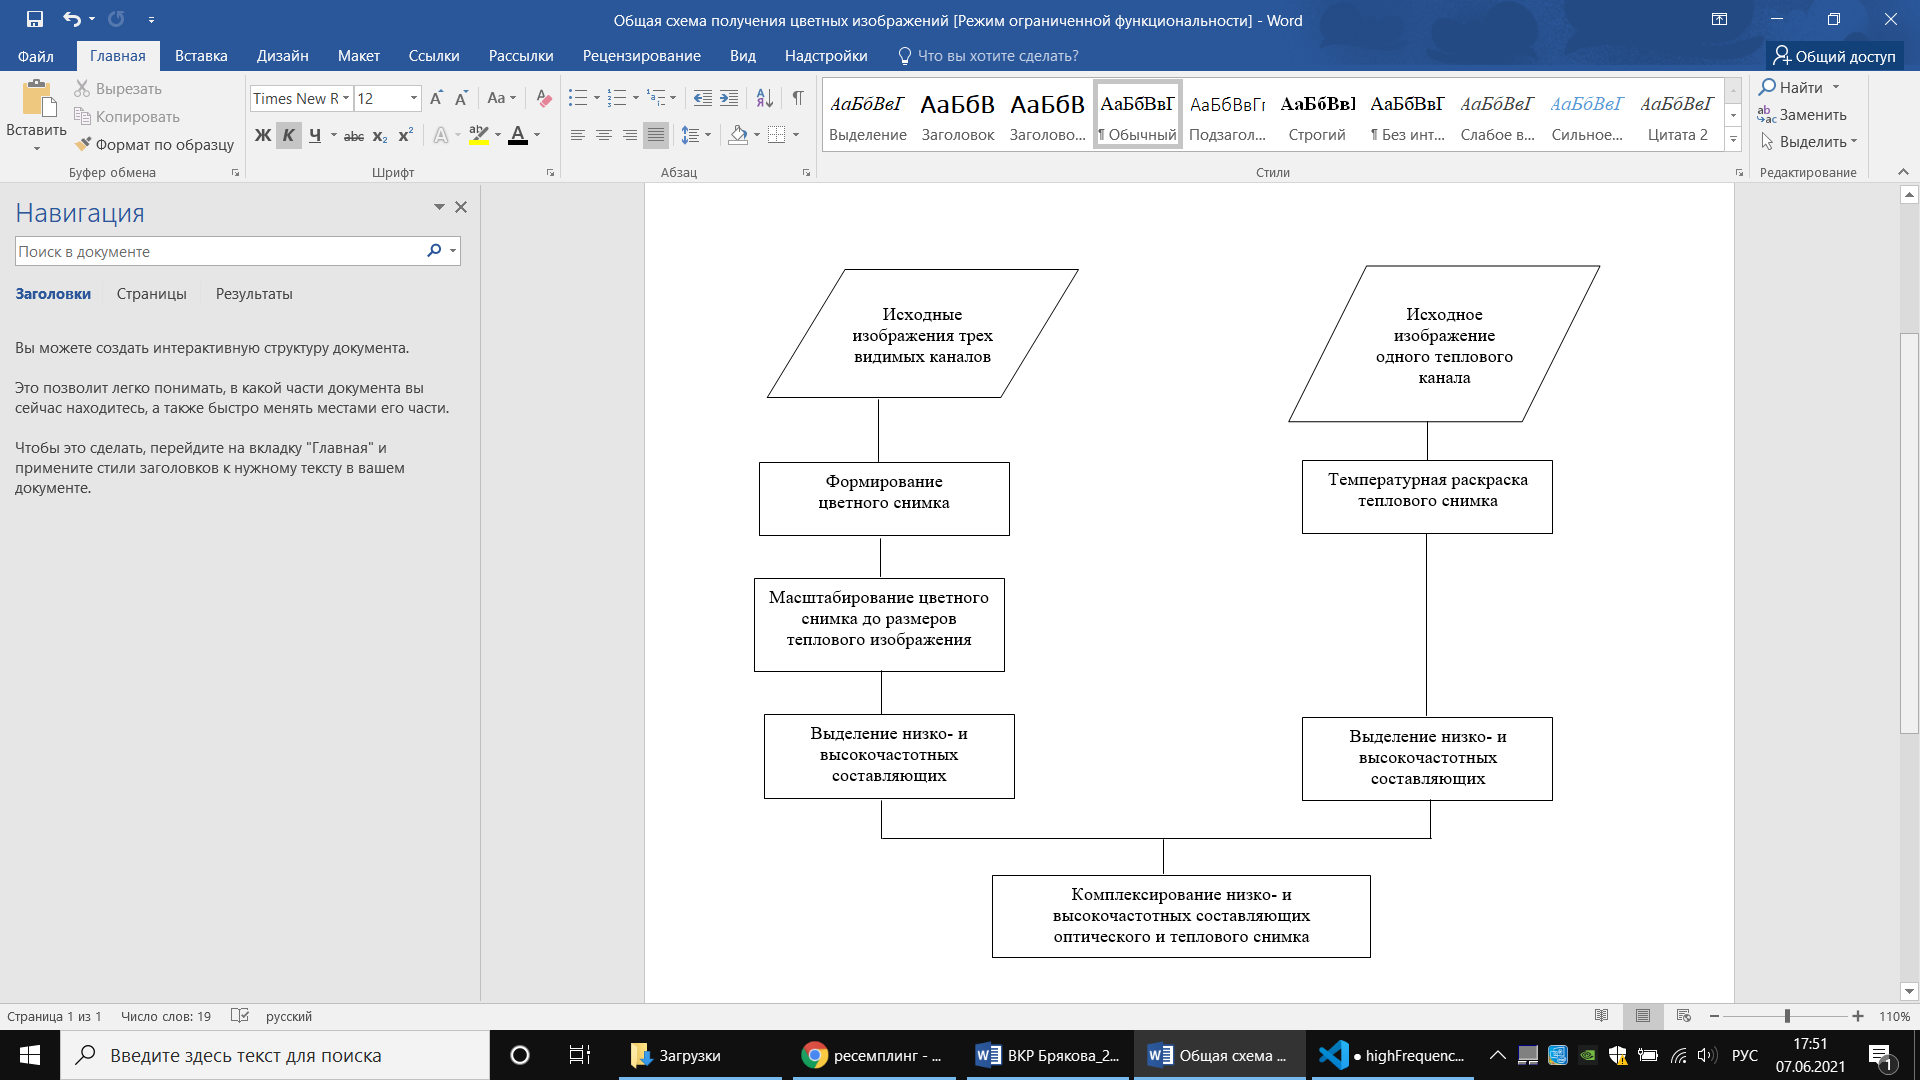 Общая схема получения цветных изображений [Режим ограниченной функциональности] - Word
Файл Главная Вставка Дизайн Макет Ссылки Рассылки Рецензирование Вид Надстройки Что вы хотите сделать? Общий доступ
Вставить
Вырезать
Копировать
Формат по образцу
Буфер обмена
Times New R 12
Шрифт
Абзац
АаБбВвГ АаБбВ АаБбВ АаБбВвГ АаБбВвГг АаБбВвІ АаБбВвГ АаБбВвГ АаБбВвГ АаБбВвГ
Выделение Заголовок Заголово... ¶ Обычный Подзагол... Строгий ¶ Без инт... Слабое в... Сильное... Цитата 2
Стили
Найти
Заменить
Выделить
Редактирование
Навигация
Поиск в документе
Заголовки Страницы Результаты
Вы можете создать интерактивную структуру документа.
Это позволит легко понимать, в какой части документа вы
сейчас находитесь, а также быстро менять местами его части.
Чтобы это сделать, перейдите на вкладку "Главная" и
примените стили заголовков к нужному тексту в вашем
документе.
Исходные
изображения трех
видимых каналов
Исходное
изображение
одного теплового
канала
Формирование
цветного снимка
Температурная раскраска
теплового снимка
Масштабирование цветного
снимка до размеров
теплового изображения
Выделение низко- и
высокочастотных
составляющих
Выделение низко- и
высокочастотных
составляющих
Комплексирование низко- и
высокочастотных составляющих
оптического и теплового снимка
Страница 1 из 1 Число слов: 19 русский 110%
Введите здесь текст для поиска
Загрузки
ресемплинг - ...
ВКР Брякова_2...
Общая схема ...
● highFrequenc...
РУС
17:51
07.06.2021
1